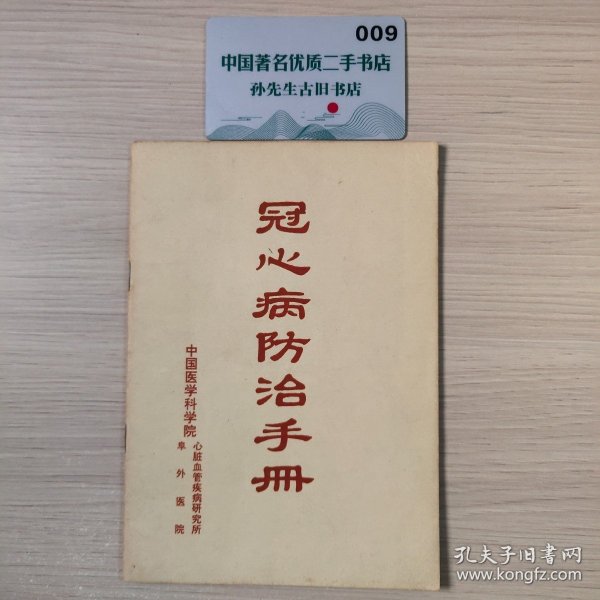 009
中国著名优质二手书店
孙先生古旧书店
冠心病防治手册
中国医学科学院
心脏血管疾病研究所
阜外医院
孔夫子旧书网
www.kongfz.com